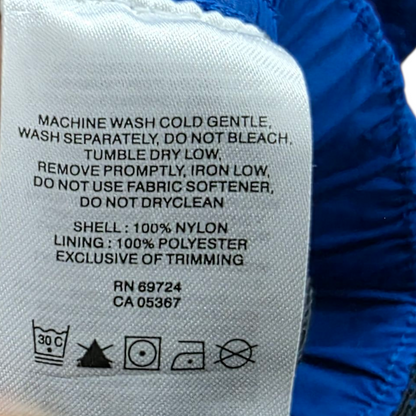 MACHINE WASH COLD GENTLE,
WASH SEPARATELY, DO NOT BLEACH,
TUMBLE DRY LOW,
REMOVE PROMPTLY, IRON LOW,
DO NOT USE FABRIC SOFTENER,
DO NOT DRYCLEAN
SHELL : 100% NYLON
LINING : 100% POLYESTER
EXCLUSIVE OF TRIMMING
RN 69724
CA 05367
30 C